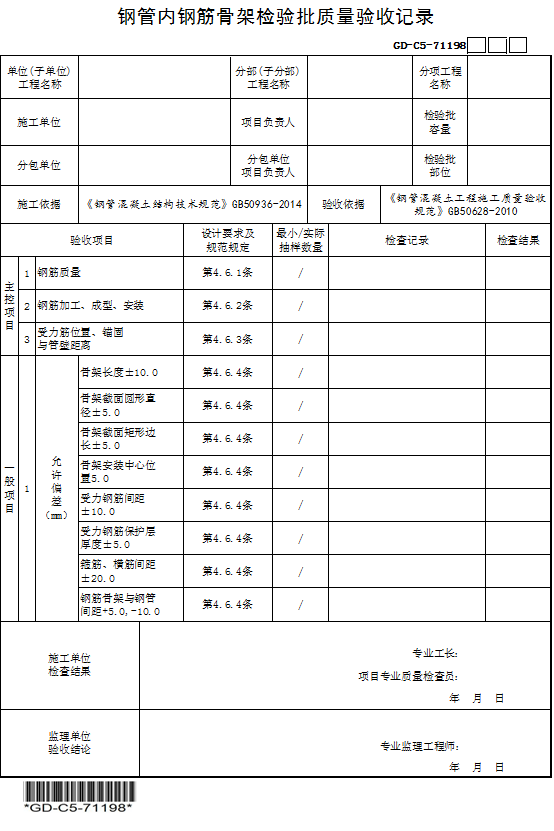 钢管内钢筋骨架检验批质量验收记录
GD-C5-71198
单位(子单位)
工程名称
分部(子分部)
工程名称
分项工程
名称
施工单位
项目负责人
检验批
容量
分包单位
分包单位
项目负责人
检验批
部位
施工依据
《钢管混凝土结构技术规范》GB50936-2014
验收依据
《钢管混凝土工程施工质量验收
规范》GB50628-2010
验收项目
设计要求及
规范规定
最小/实际
抽样数量
检查记录
检查结果
主
控
项
目
1
钢筋质量
第4.6.1条
/
2
钢筋加工、成型、安装
第4.6.2条
/
3
受力筋位置、锚固
与管壁距离
第4.6.3条
/
一
般
项
目
1
允
许
偏
差
(mm)
骨架长度±10.0
第4.6.4条
/
骨架截面圆形直
径±5.0
第4.6.4条
/
骨架截面矩形边
长±5.0
第4.6.4条
/
骨架安装中心位
置5.0
第4.6.4条
/
受力钢筋间距
±10.0
第4.6.4条
/
受力钢筋保护层
厚度±5.0
第4.6.4条
/
箍筋、横筋间距
±20.0
第4.6.4条
/
钢筋骨架与钢管
间距+5.0,-10.0
第4.6.4条
/
施工单位
检查结果
专业工长:
项目专业质量检查员:
年 月 日
监理单位
验收结论
专业监理工程师:
年 月 日
*GD-C5-71198*